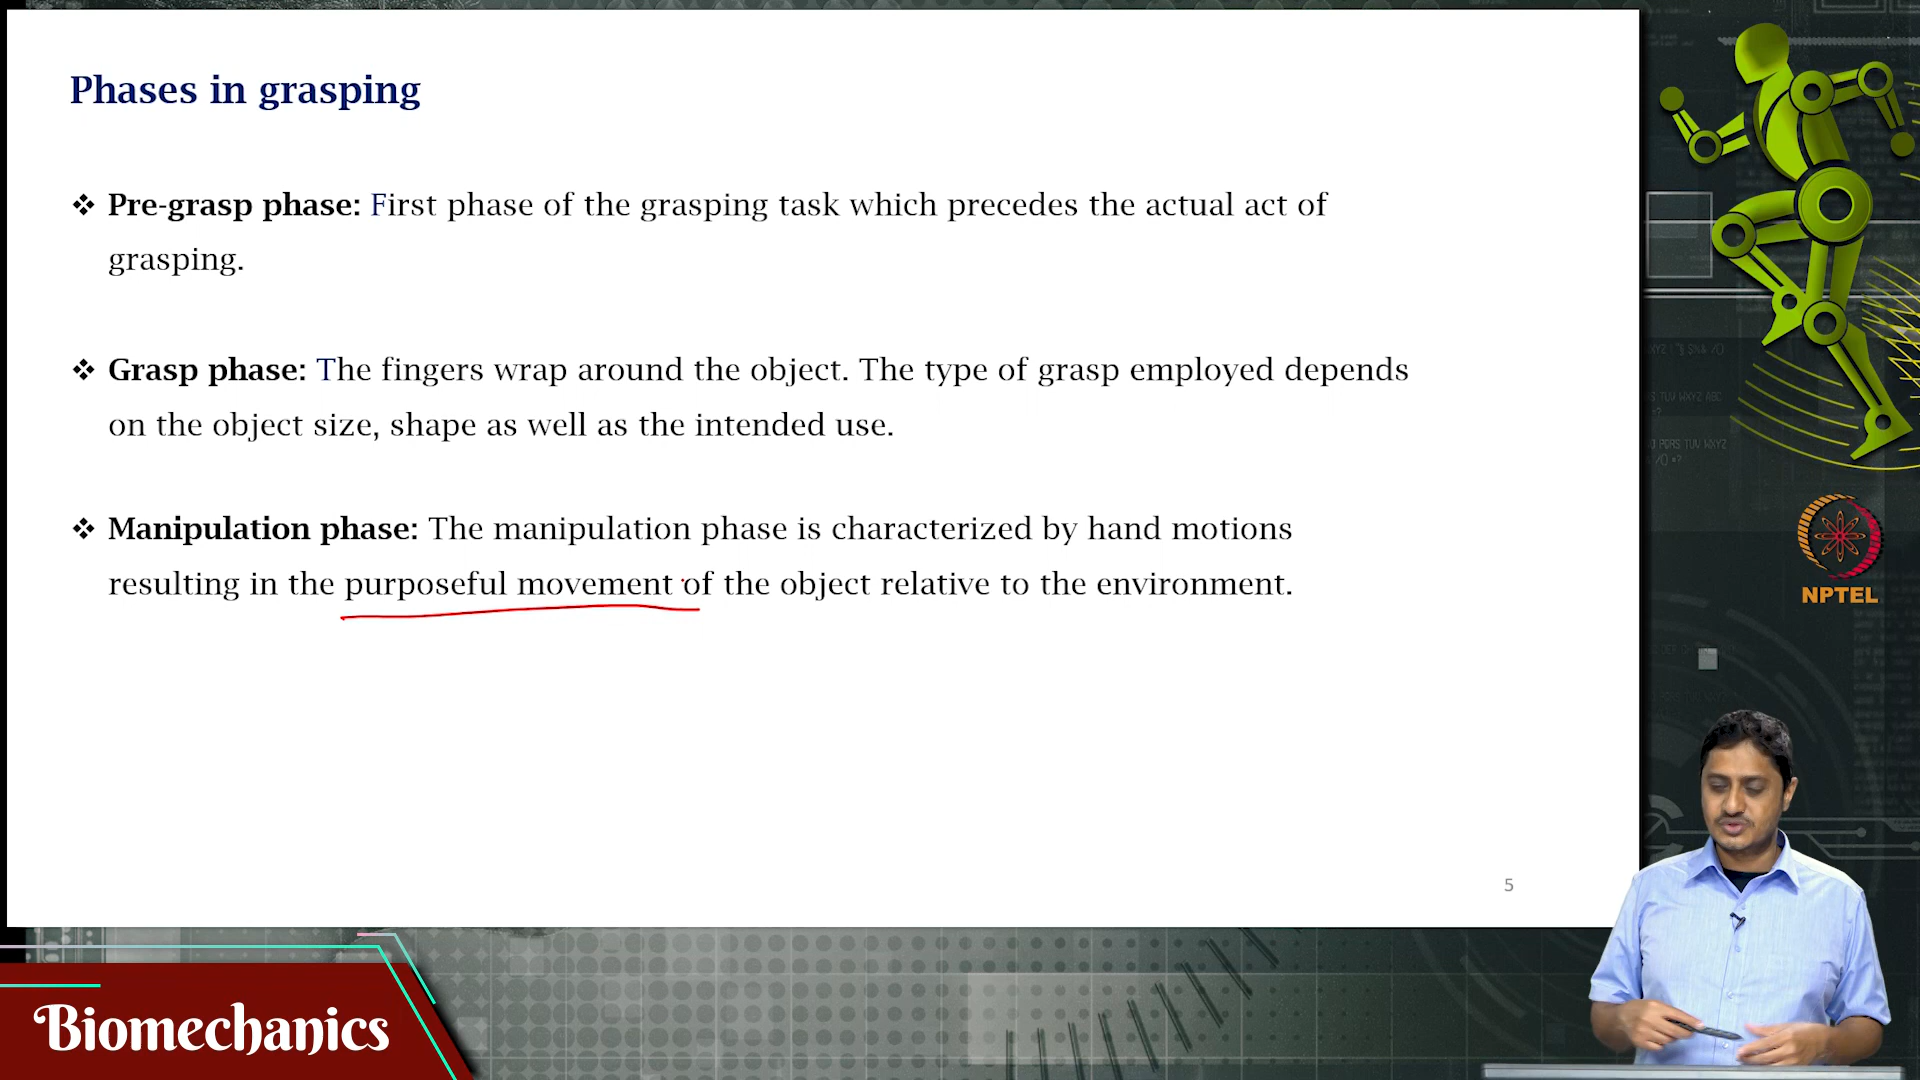 Phases in grasping
❖ Pre-grasp phase: First phase of the grasping task which precedes the actual act of
grasping.
❖ Grasp phase: The fingers wrap around the object. The type of grasp employed depends
on the object size, shape as well as the intended use.
❖ Manipulation phase: The manipulation phase is characterized by hand motions
resulting in the purposeful movement of the object relative to the environment.
5
NPTEL
Biomechanics